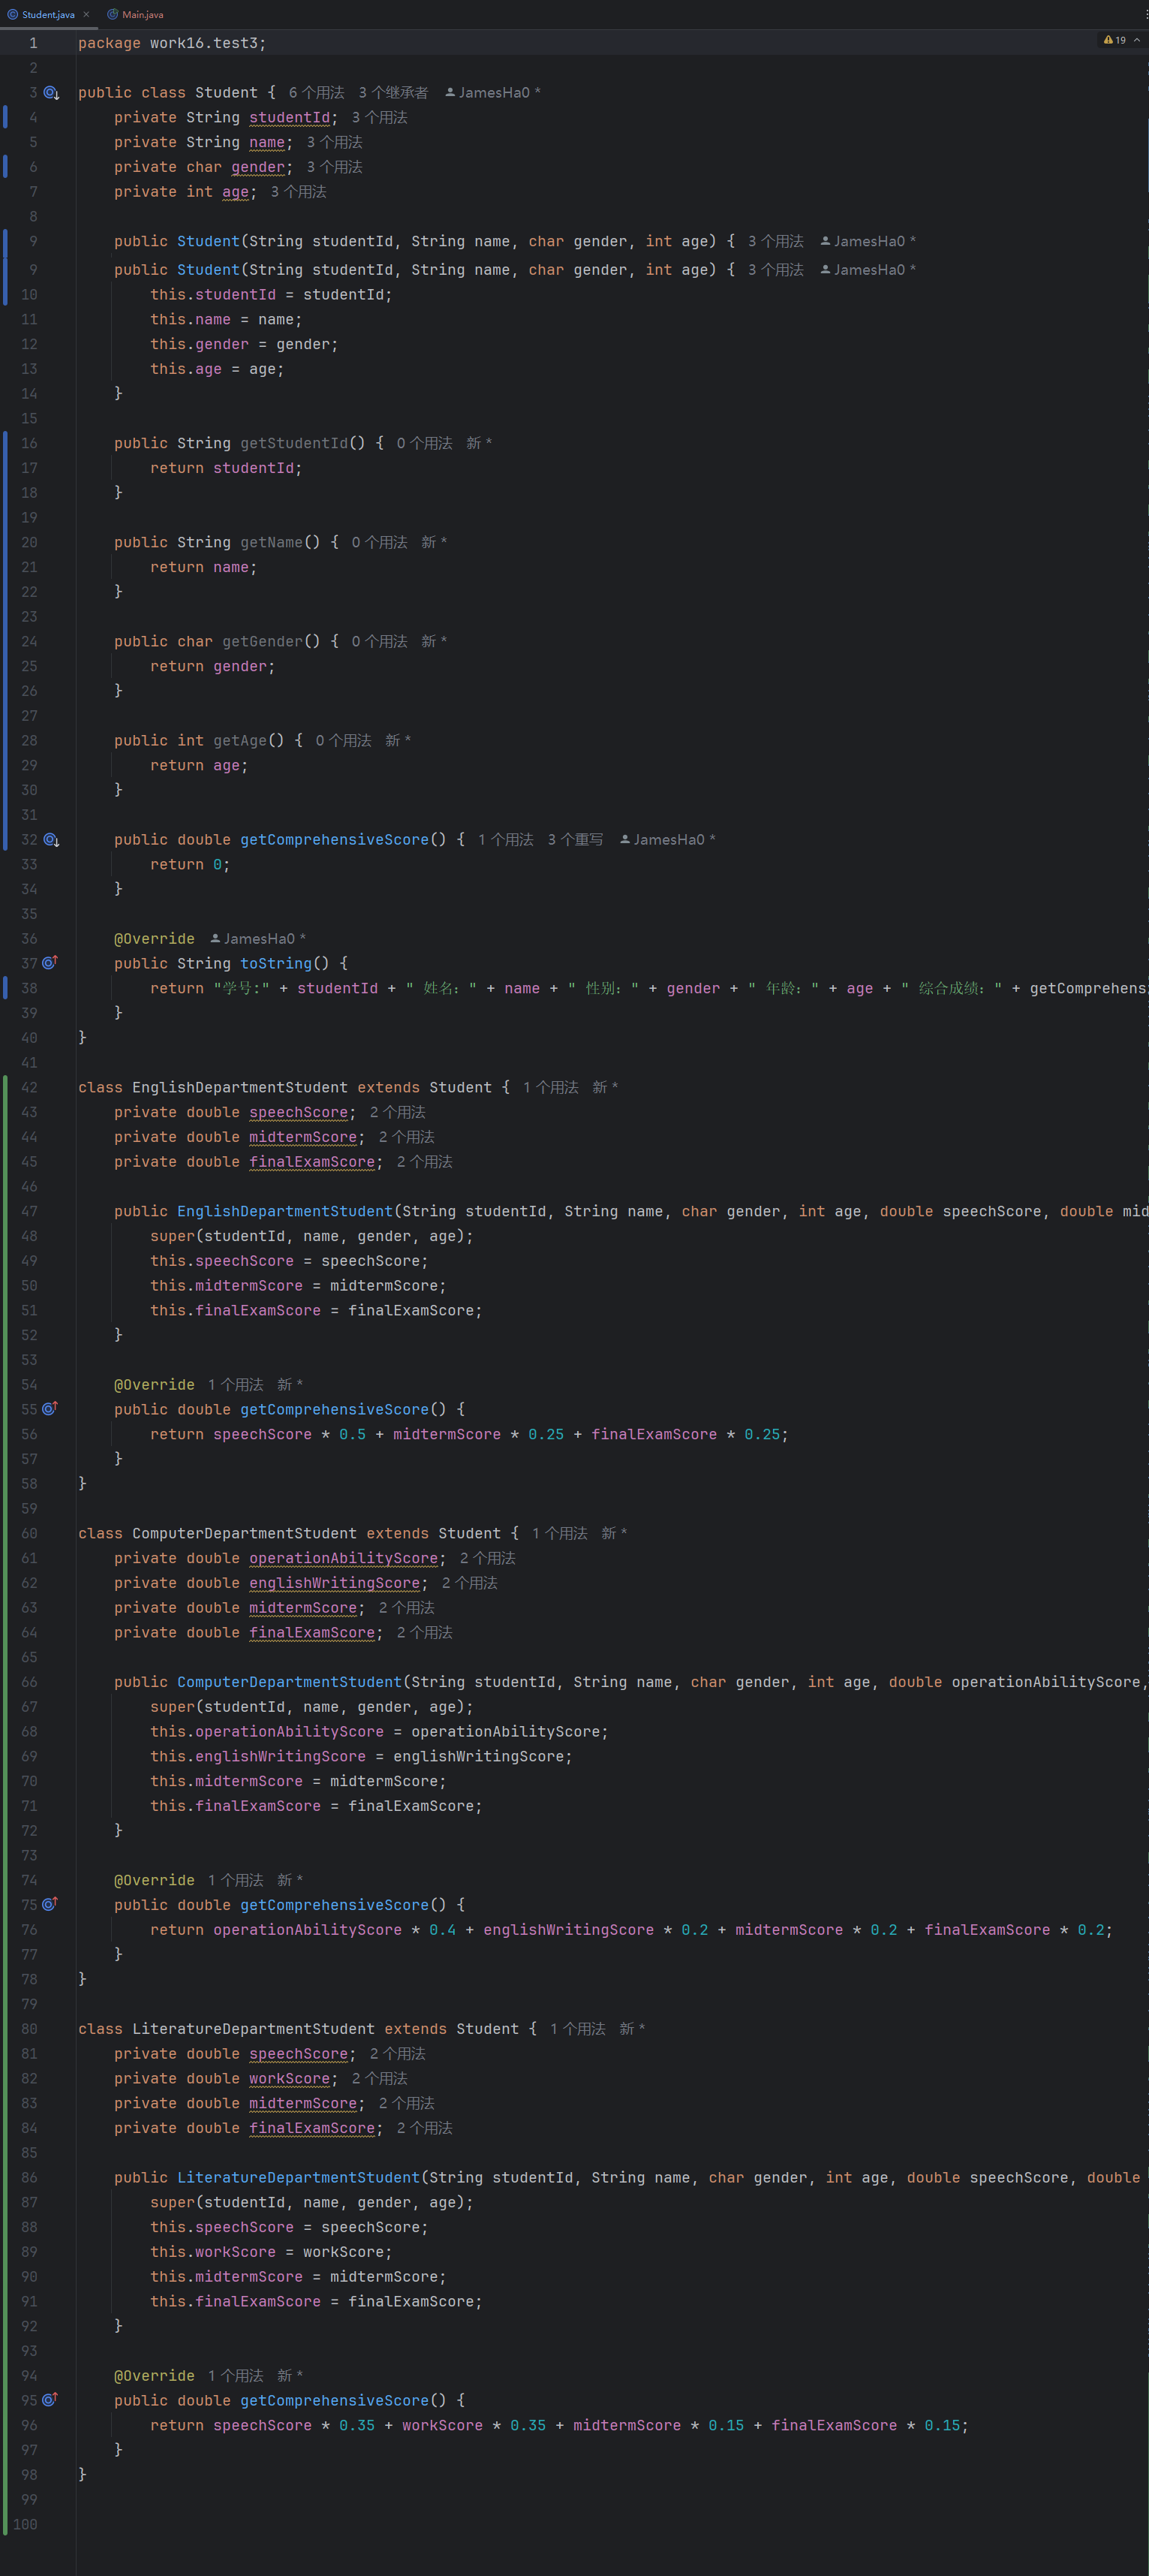 Student.java × Main.java
1 package work16.test3; 19
2
3 public class Student { 6 个用法 3 个继承者 JamesHa0 *
4 private String studentId; 3 个用法
5 private String name; 3 个用法
6 private char gender; 3 个用法
7 private int age; 3 个用法
8
9 public Student(String studentId, String name, char gender, int age) { 3 个用法 JamesHa0 *
9 public Student(String studentId, String name, char gender, int age) { 3 个用法 JamesHa0 *
10 this.studentId = studentId;
11 this.name = name;
12 this.gender = gender;
13 this.age = age;
14 }
15
16 public String getStudentId() { 0 个用法 新 *
17 return studentId;
18 }
19
20 public String getName() { 0 个用法 新 *
21 return name;
22 }
23
24 public char getGender() { 0 个用法 新 *
25 return gender;
26 }
27
28 public int getAge() { 0 个用法 新 *
29 return age;
30 }
31
32 public double getComprehensiveScore() { 1 个用法 3 个重写 JamesHa0 *
33 return 0;
34 }
35
36 @Override JamesHa0 *
37 public String toString() {
38 return "学号:" + studentId + " 姓名: " + name + " 性别: " + gender + " 年龄: " + age + " 综合成绩: " + getComprehens
39 }
40 }
41
42 class EnglishDepartmentStudent extends Student { 1 个用法 新 *
43 private double speechScore; 2 个用法
44 private double midtermScore; 2 个用法
45 private double finalExamScore; 2 个用法
46
47 public EnglishDepartmentStudent(String studentId, String name, char gender, int age, double speechScore, double mid
48 super(studentId, name, gender, age);
49 this.speechScore = speechScore;
50 this.midtermScore = midtermScore;
51 this.finalExamScore = finalExamScore;
52 }
53
54 @Override 1 个用法 新 *
55 public double getComprehensiveScore() {
56 return speechScore * 0.5 + midtermScore * 0.25 + finalExamScore * 0.25;
57 }
58 }
59
60 class ComputerDepartmentStudent extends Student { 1 个用法 新 *
61 private double operationAbilityScore; 2 个用法
62 private double englishWritingScore; 2 个用法
63 private double midtermScore; 2 个用法
64 private double finalExamScore; 2 个用法
65
66 public ComputerDepartmentStudent(String studentId, String name, char gender, int age, double operationAbilityScore,
67 super(studentId, name, gender, age);
68 this.operationAbilityScore = operationAbilityScore;
69 this.englishWritingScore = englishWritingScore;
70 this.midtermScore = midtermScore;
71 this.finalExamScore = finalExamScore;
72 }
73
74 @Override 1 个用法 新 *
75 public double getComprehensiveScore() {
76 return operationAbilityScore * 0.4 + englishWritingScore * 0.2 + midtermScore * 0.2 + finalExamScore * 0.2;
77 }
78 }
79
80 class LiteratureDepartmentStudent extends Student { 1 个用法 新 *
81 private double speechScore; 2 个用法
82 private double workScore; 2 个用法
83 private double midtermScore; 2 个用法
84 private double finalExamScore; 2 个用法
85
86 public LiteratureDepartmentStudent(String studentId, String name, char gender, int age, double speechScore, double
87 super(studentId, name, gender, age);
88 this.speechScore = speechScore;
89 this.workScore = workScore;
90 this.midtermScore = midtermScore;
91 this.finalExamScore = finalExamScore;
92 }
93
94 @Override 1 个用法 新 *
95 public double getComprehensiveScore() {
96 return speechScore * 0.35 + workScore * 0.35 + midtermScore * 0.15 + finalExamScore * 0.15;
97 }
98 }
99
100